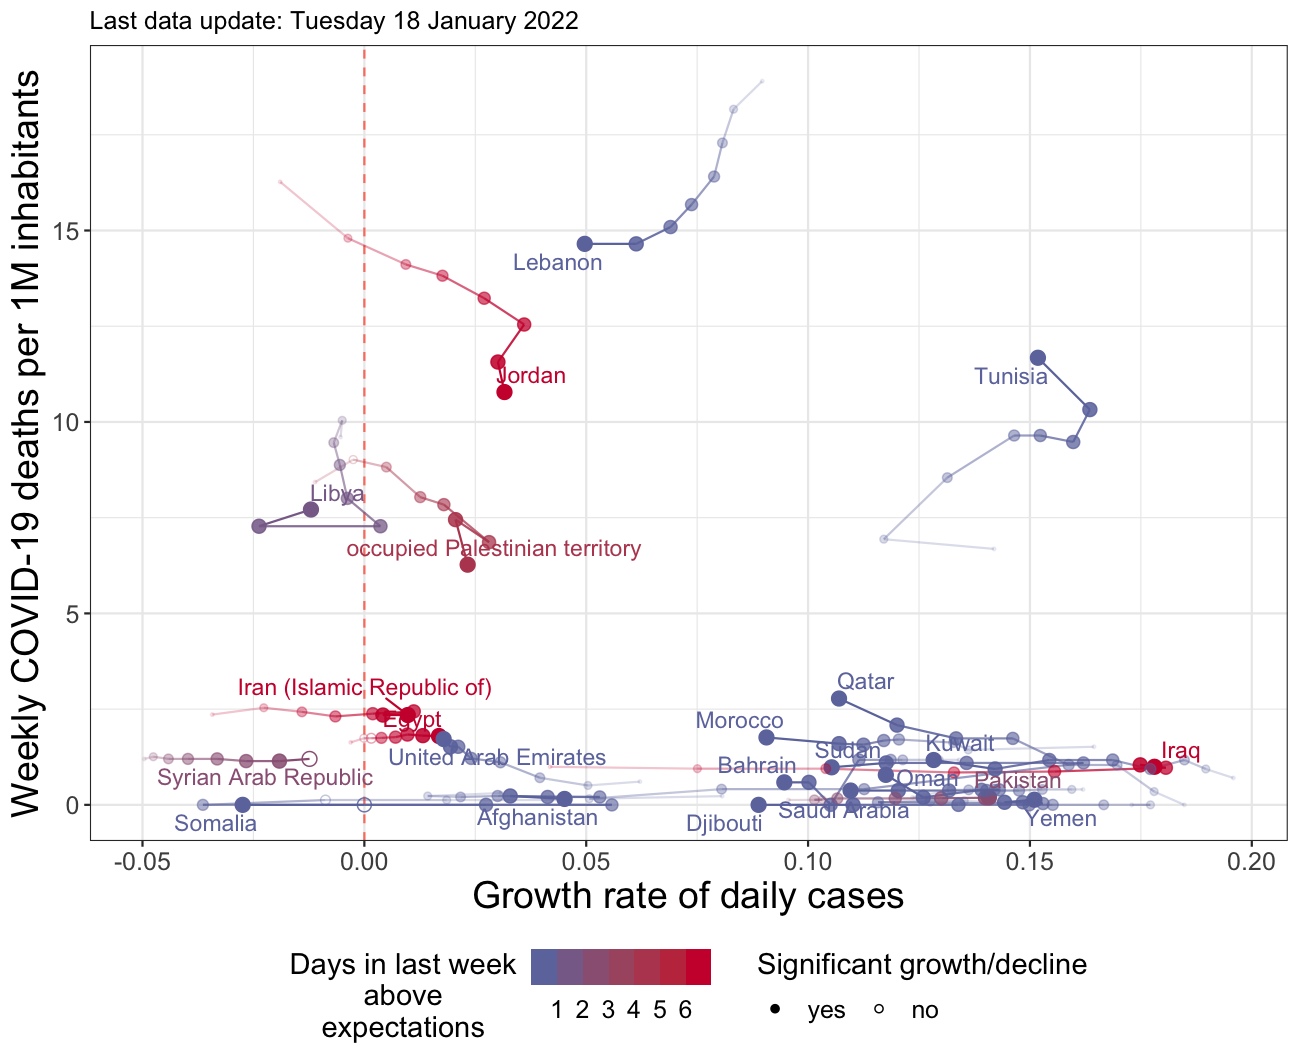 Last data update: Tuesday 18 January 2022
Weekly COVID-19 deaths per 1M inhabitants
15
10
5
0
Lebanon
Jordan
Tunisia
Libya
occupied Palestinian territory
Iran (Islamic Republic of)
Egypt
United Arab Emirates
Syrian Arab Republic
Somalia
Afghanistan
Qatar
Morocco
Sudan
Kuwait
Iraq
Bahrain
Oman
Pakistan
Saudi Arabia
Djibouti
Yemen
-0.05
0.00
0.05
0.10
0.15
0.20
Growth rate of daily cases
Days in last week
above
expectations
1 2 3 4 5 6
Significant growth/decline
yes
no